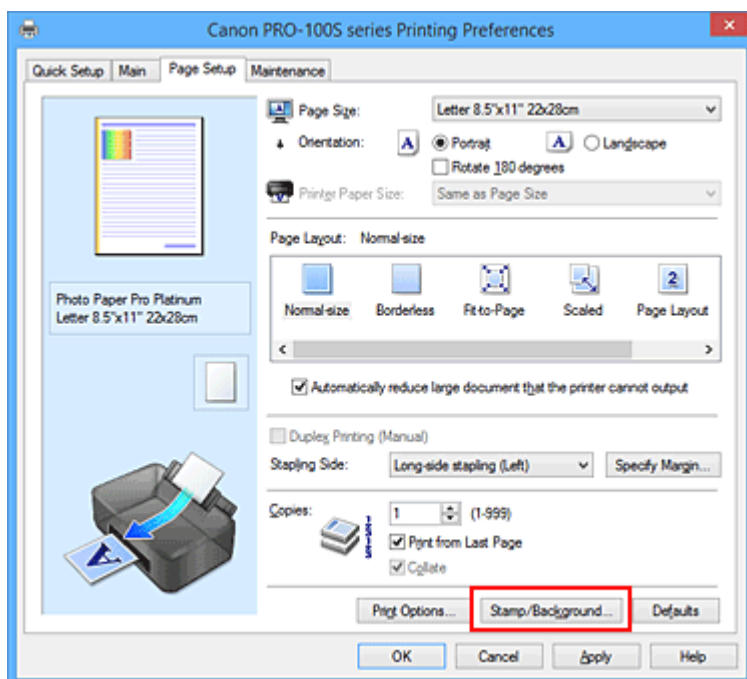 Canon PRO-100S series Printing Preferences
Quick Setup Main Page Setup Maintenance
Page Size: Letter 8.5"x11" 22x28cm
Orientation: A Portrait A Landscape
Rotate 180 degrees
Printer Paper Size: Same as Page Size
Page Layout: Normal-size
2
Normal-size Borderless Fit-to-Page Scaled Page Layout
Photo Paper Pro Platinum
Letter 8.5"x11" 22x28cm
Automatically reduce large document that the printer cannot output
Duplex Printing (Manual)
Stapling Side: Long-side stapling (Left) Specify Margin...
Copies: 1 (1-999)
Print from Last Page
Collate
A
Print Options... Stamp/Background... Defaults
OK Cancel Apply Help